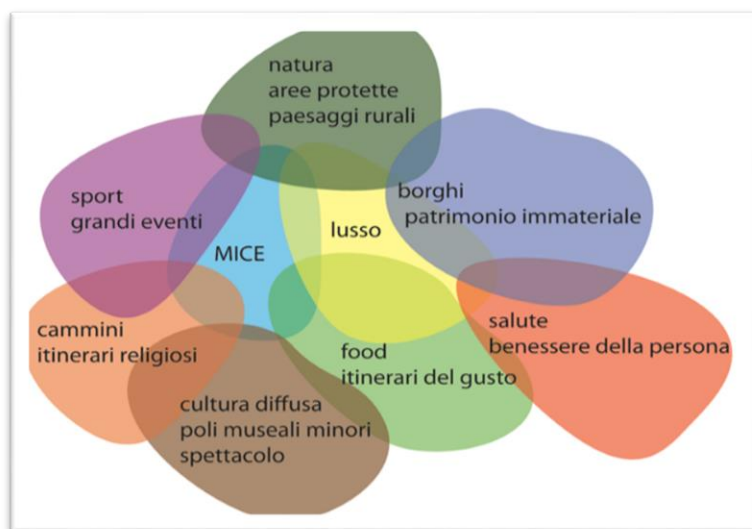 natura
aree protette
paesaggi rurali
sport
grandi eventi
borghi
patrimonio immateriale
MICE
lusso
cammini
itinerari religiosi
food
itinerari del gusto
salute
benessere della persona
cultura diffusa
poli museali minori
spettacolo